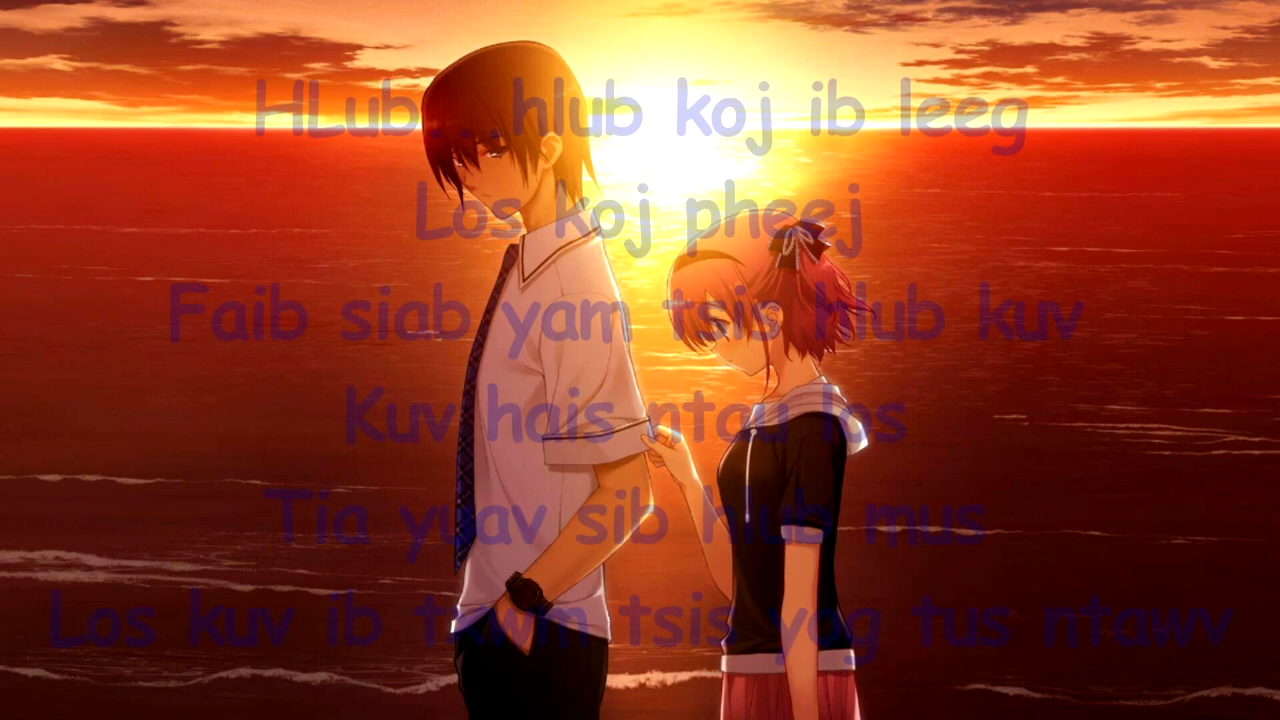 HLub... hlub koj ib leeg
Los koj pheej
Faib siab yam tsis hlub kuv
Kuv hais ntau los
Tia yuav sib hlub mus
Los kuv ib txwm tsis yog tus ntawv